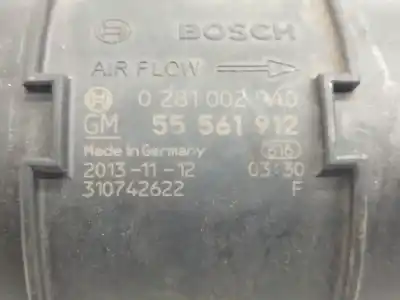 BOSCH
AIR FLOW
0 281 002 940
GM 55 561 912
Made in Germany 616
2013-11-12 03:30
310742622 F